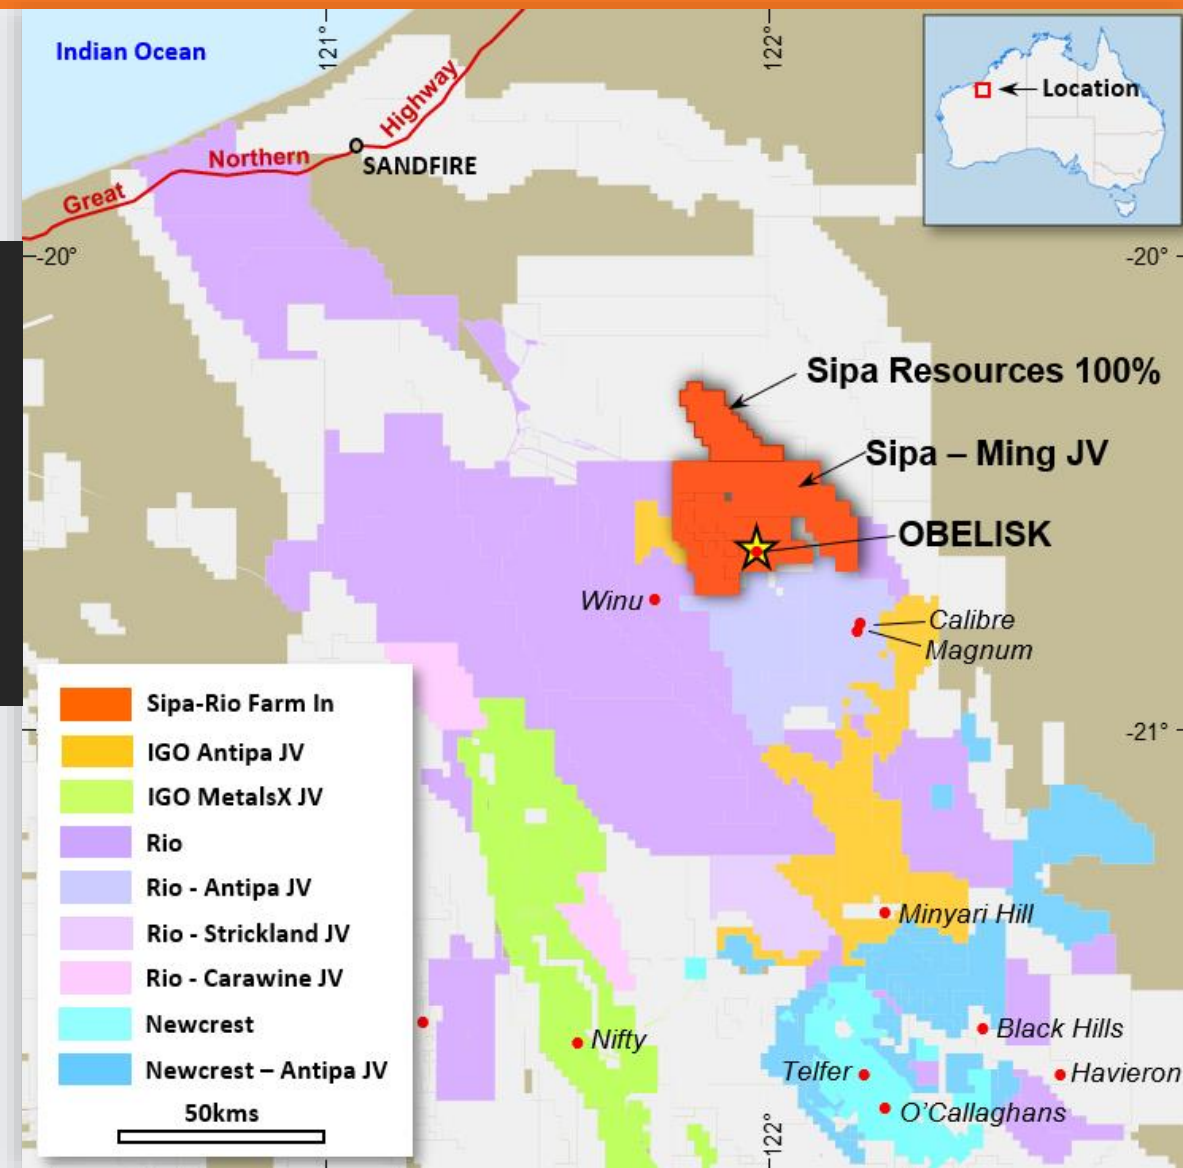 Indian Ocean
121°
122°
Location
Great
Northern
Highway
SANDFIRE
-20°
-20°
Sipa Resources 100%
Sipa – Ming JV
OBELISK
Winu
Calibre
Magnum
-21°
Sipa-Rio Farm In
IGO Antipa JV
IGO MetalsX JV
Rio
Rio - Antipa JV
Rio - Strickland JV
Rio - Carawine JV
Newcrest
Newcrest – Antipa JV
50kms
Minyari Hill
Nifty
Black Hills
Telfer
Havieron
O'Callaghans
122°